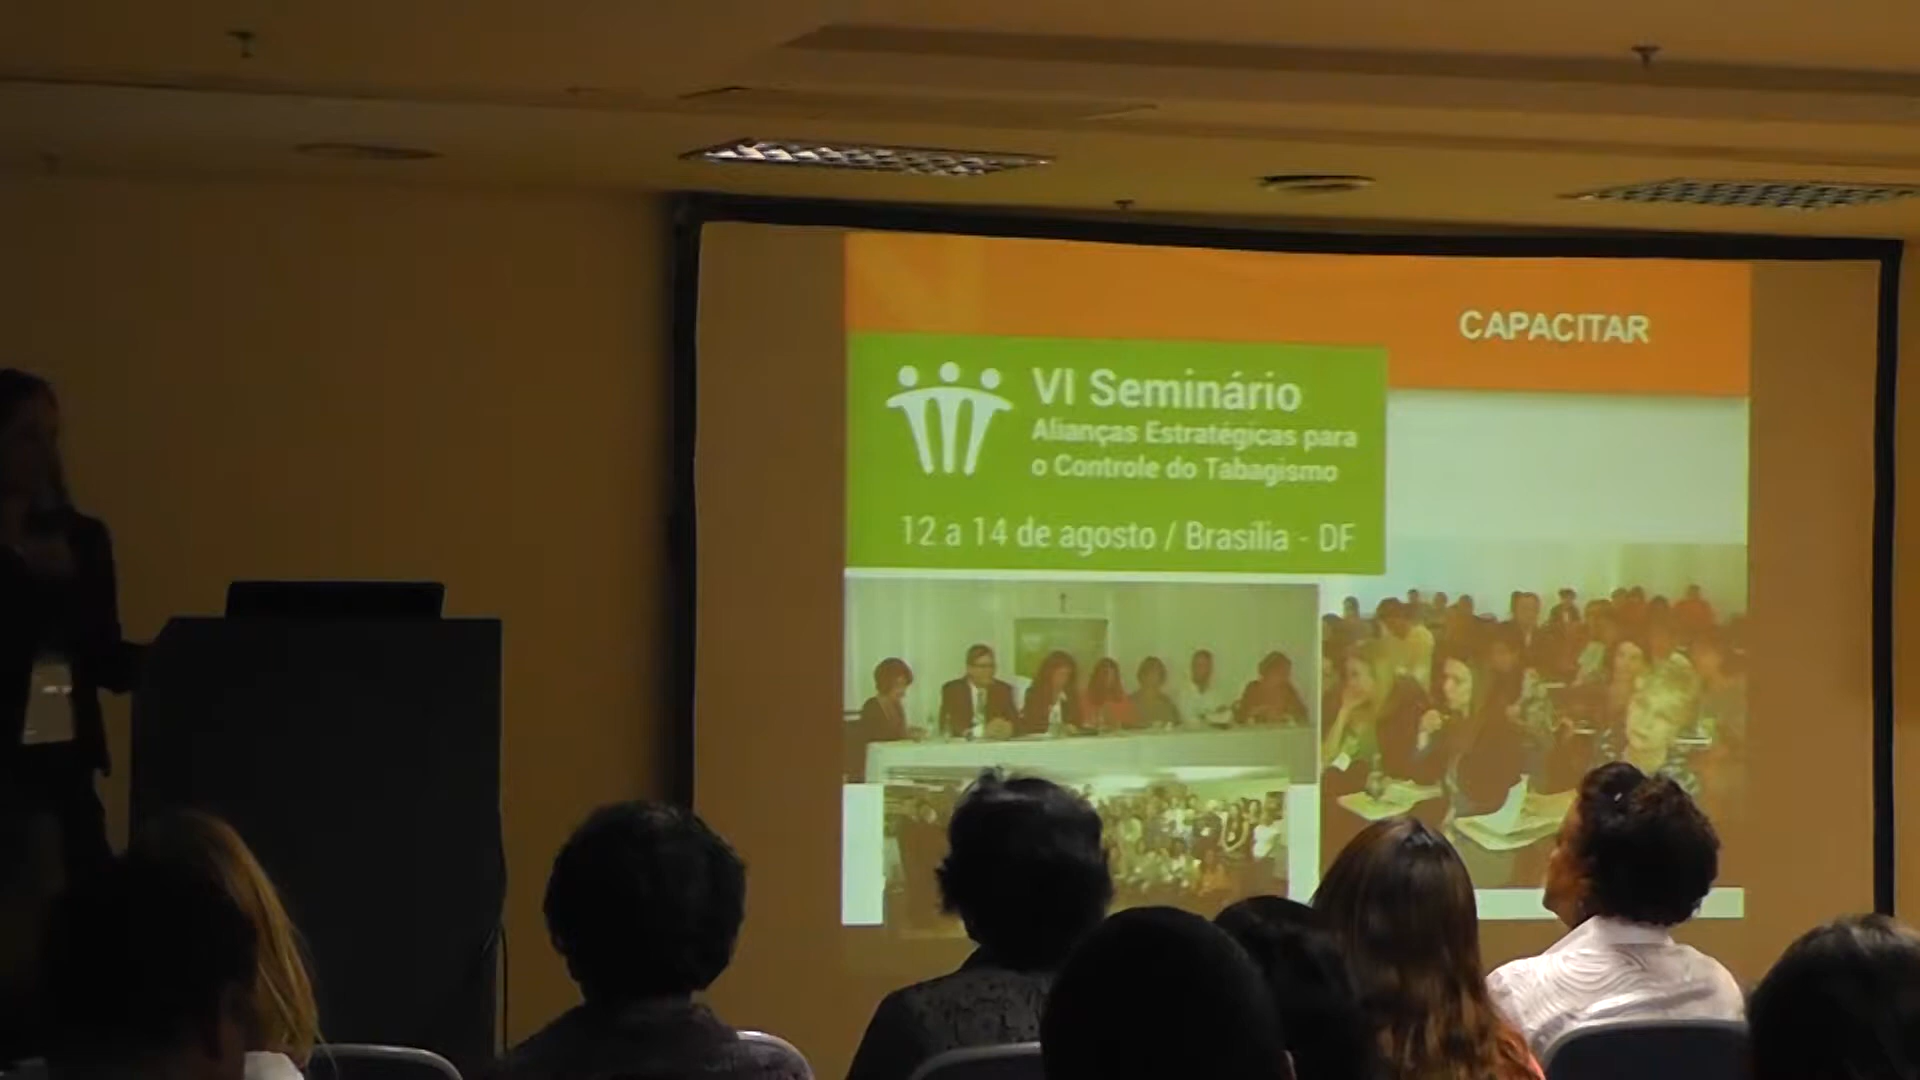 CAPACITAR
VI Seminário
Alianças Estratégicas para
o Controle do Tabagismo
12 a 14 de agosto / Brasília - DF